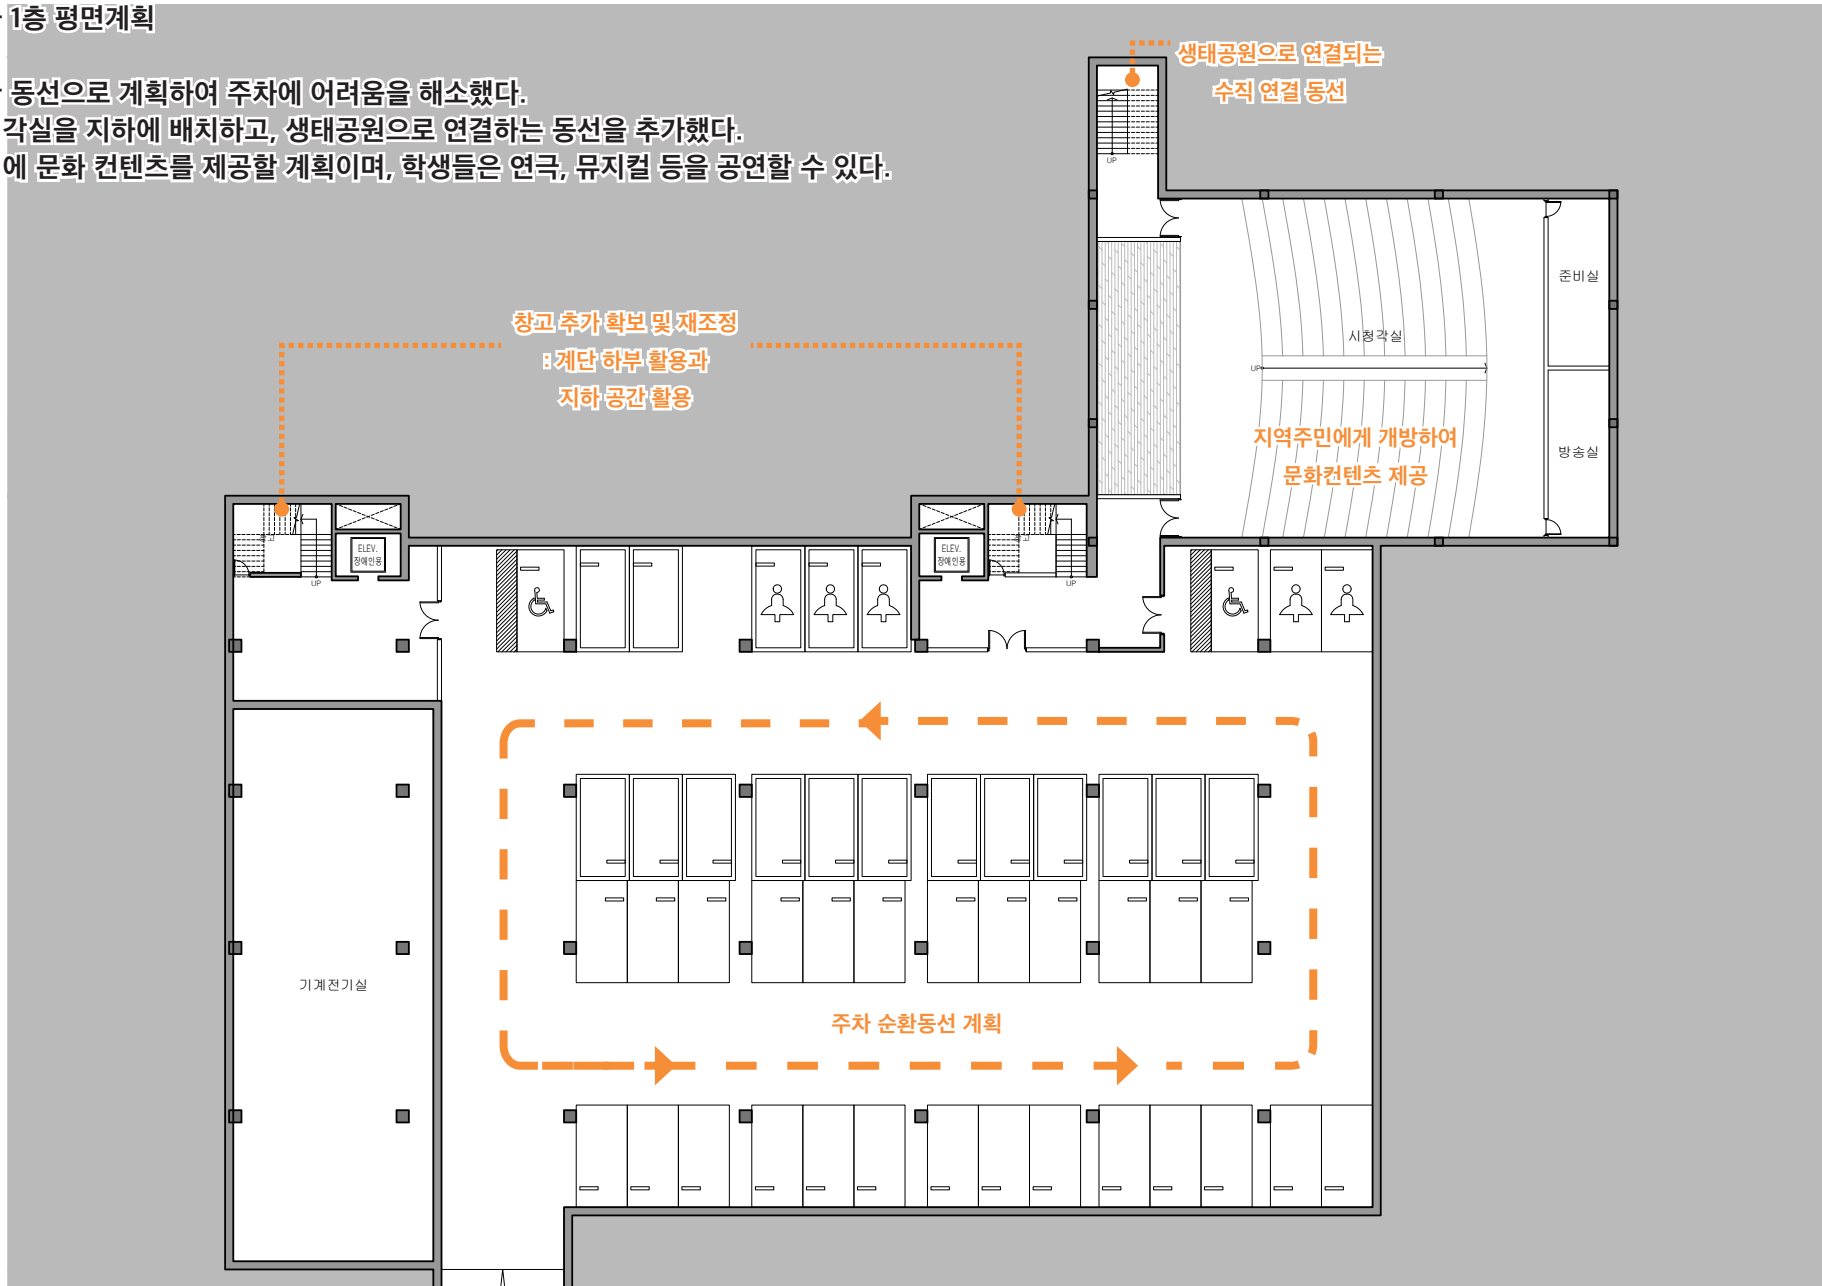 1층 평면계획
동선으로 계획하여 주차에 어려움을 해소했다.
각실을 지하에 배치하고, 생태공원으로 연결하는 동선을 추가했다.
에 문화 컨텐츠를 제공할 계획이며, 학생들은 연극, 뮤지컬 등을 공연할 수 있다.
생태공원으로 연결되는
수직 연결 동선
UP
준비실
시청각실
UP
창고 추가 확보 및 재조정
: 계단 하부 활용과
지하 공간 활용
지역주민에게 개방하여
문화컨텐츠 제공
방송실
창고
ELEV.
장애인용
UP
ELEV.
장애인용
창고
UP
기계전기실
주차 순환동선 계획